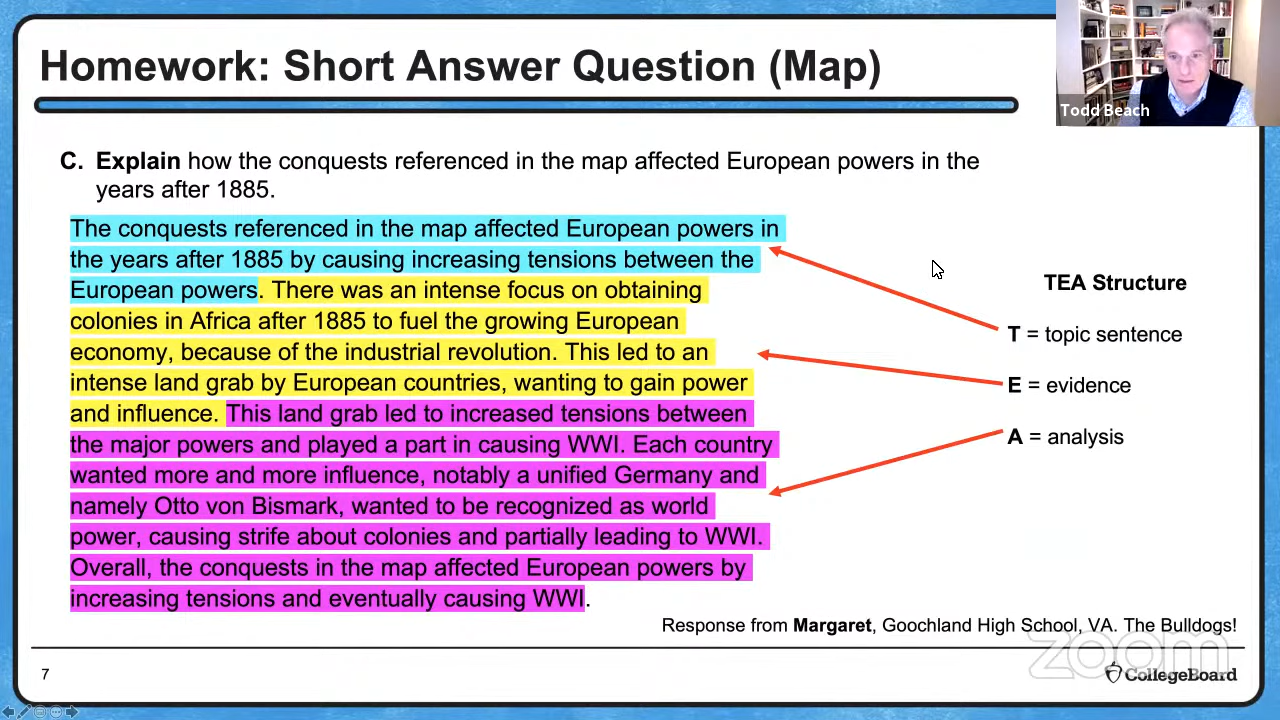 Homework: Short Answer Question (Map)
Todd Beach
C. Explain how the conquests referenced in the map affected European powers in the
years after 1885.
The conquests referenced in the map affected European powers in
the years after 1885 by causing increasing tensions between the
European powers. There was an intense focus on obtaining
colonies in Africa after 1885 to fuel the growing European
economy, because of the industrial revolution. This led to an
intense land grab by European countries, wanting to gain power
and influence. This land grab led to increased tensions between
the major powers and played a part in causing WWI. Each country
wanted more and more influence, notably a unified Germany and
namely Otto von Bismark, wanted to be recognized as world
power, causing strife about colonies and partially leading to WWI.
Overall, the conquests in the map affected European powers by
increasing tensions and eventually causing WWI.
TEA Structure
T = topic sentence
E = evidence
A = analysis
Response from Margaret, Goochland High School, VA. The Bulldogs!
7
zoom
CollegeBoard